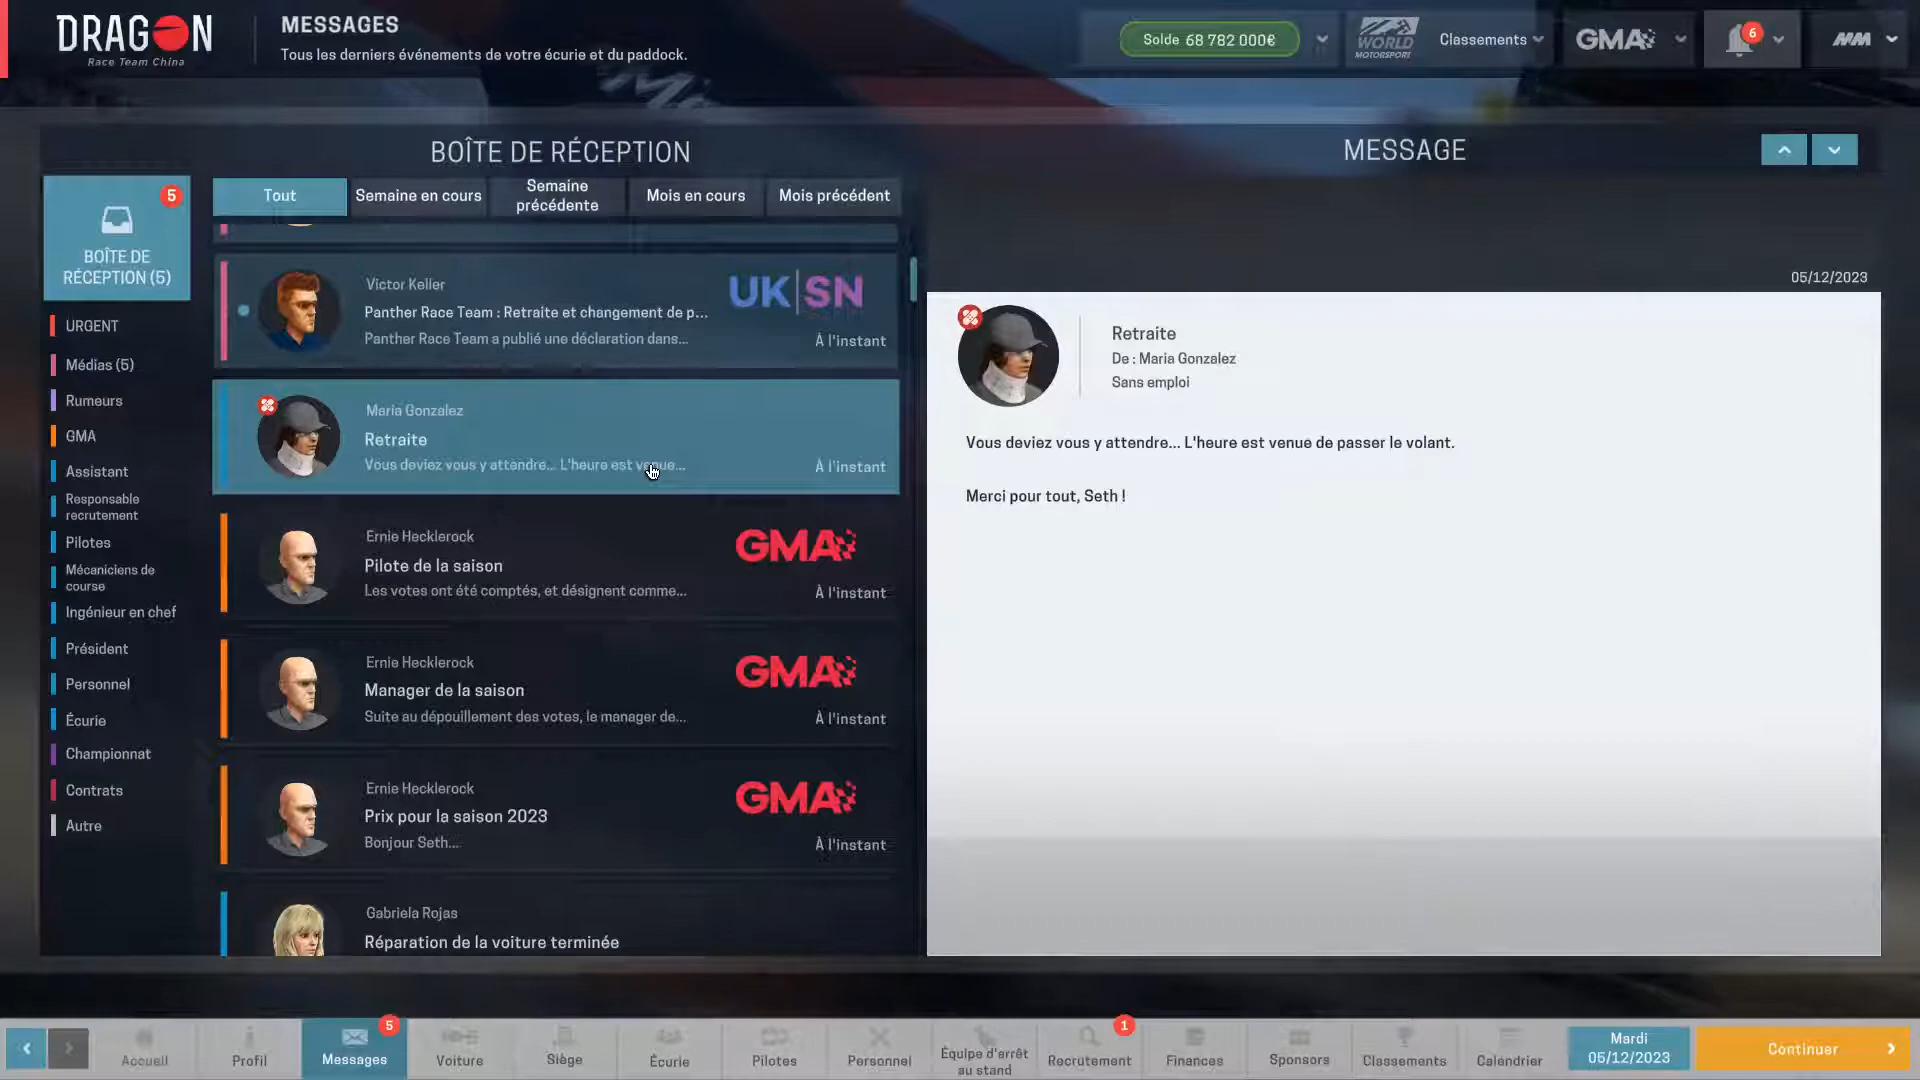 DRAGON
Race Team China
MESSAGES
Tous les derniers événements de votre écurie et du paddock.
Solde 68 782 000€
WORLD
MOTORSPORT
Classements
GMA
6
MM
BOÎTE DE RÉCEPTION
MESSAGE
5
BOÎTE DE
RÉCEPTION (5)
Tout
Semaine en cours
Semaine
précédente
Mois en cours
Mois précédent
URGENT
Médias (5)
Rumeurs
GMA
Assistant
Responsable
recrutement
Pilotes
Mécaniciens de
course
Ingénieur en chef
Président
Personnel
Écurie
Championnat
Contrats
Autre
Victor Keller
UK|SN
Panther Race Team : Retraite et changement de p...
Panther Race Team a publié une déclaration dans...
À l'instant
Maria Gonzalez
Retraite
Vous deviez vous y attendre... L'heure est venue...
À l'instant
Ernie Hecklerock
GMA
Pilote de la saison
Les votes ont été comptés, et désignent comme...
À l'instant
Ernie Hecklerock
GMA
Manager de la saison
Suite au dépouillement des votes, le manager de...
À l'instant
Ernie Hecklerock
GMA
Prix pour la saison 2023
Bonjour Seth...
À l'instant
Gabriela Rojas
Réparation de la voiture terminée
05/12/2023
Retraite
De : Maria Gonzalez
Sans emploi
Vous deviez vous y attendre... L'heure est venue de passer le volant.
Merci pour tout, Seth !
Accueil
Profil
5
Messages
Voiture
Siège
Écurie
Pilotes
Personnel
Équipe d'arrêt
au stand
1
Recrutement
Finances
Sponsors
Classements
Calendrier
Mardi
05/12/2023
Continuer